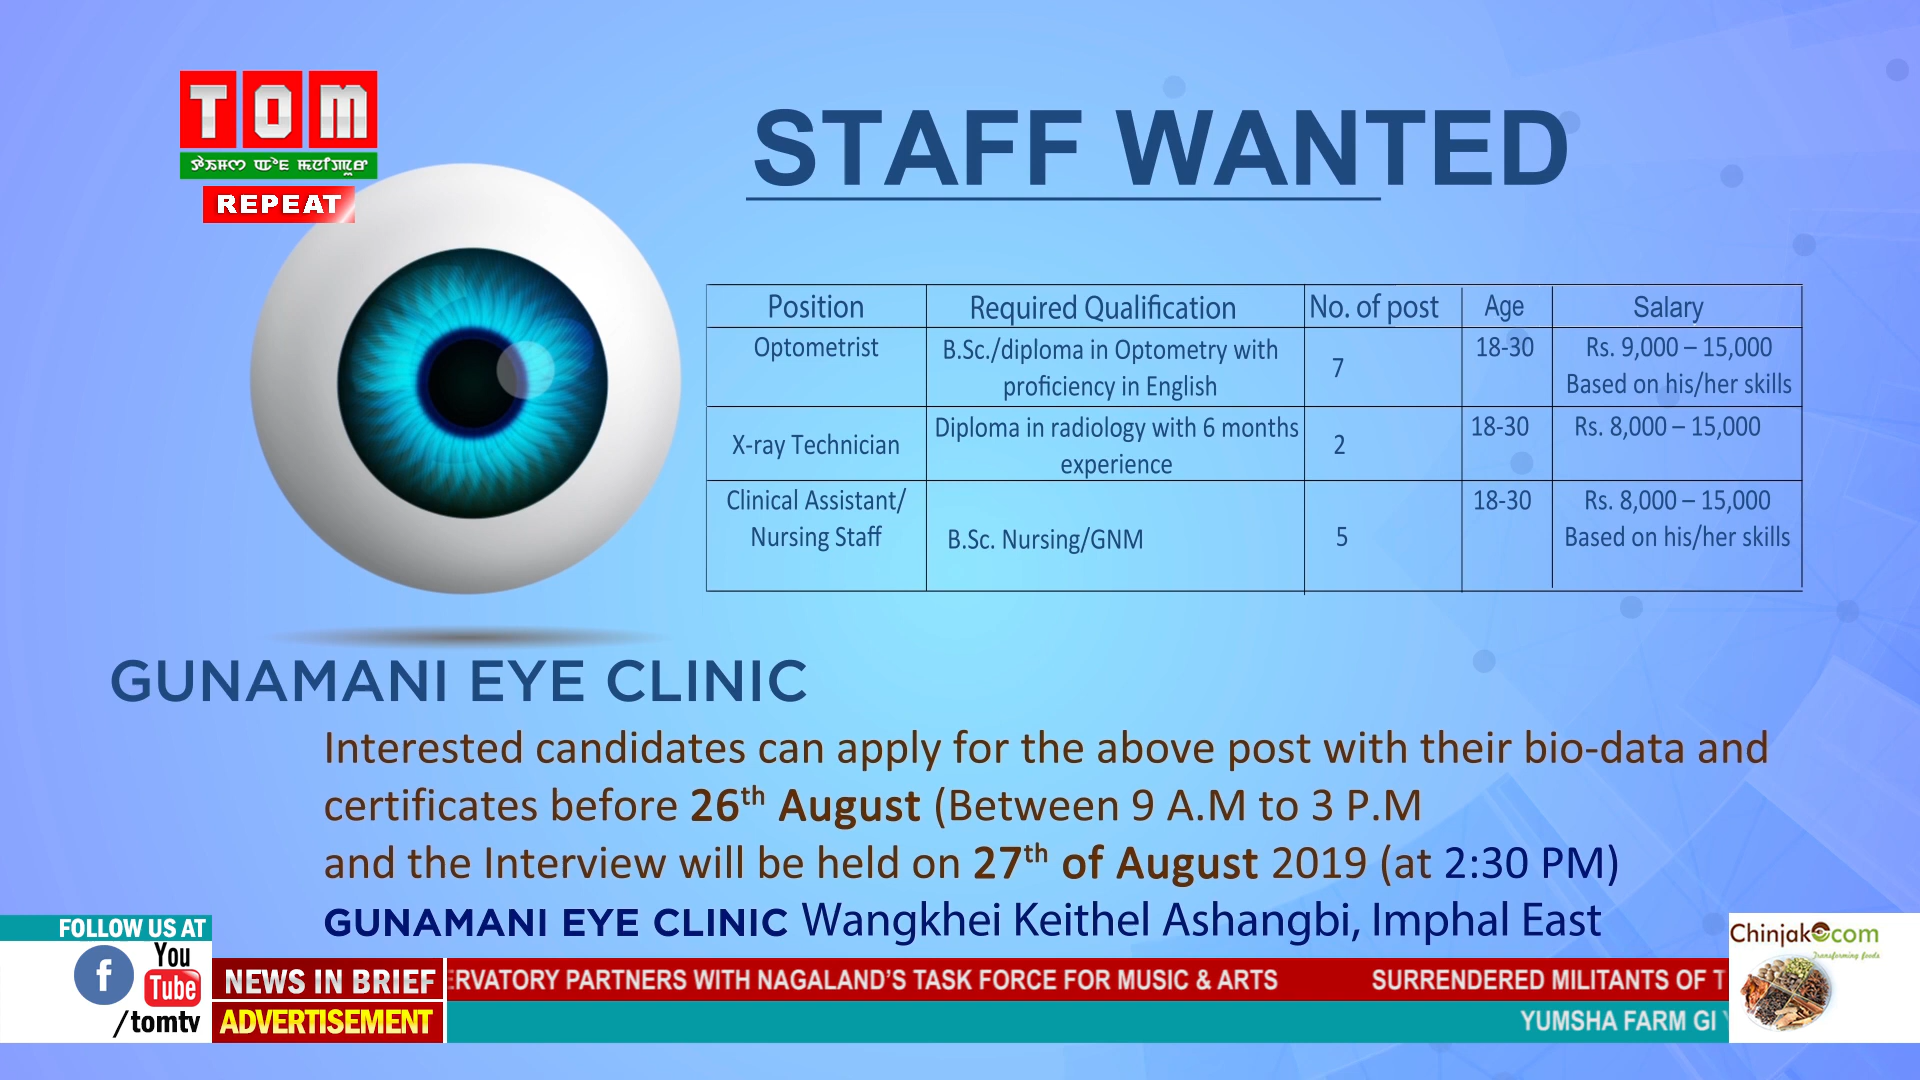 TOM
REPEAT
STAFF WANTED
Position Required Qualification No. of post Age Salary
Optometrist B.Sc./diploma in Optometry with proficiency in English 7 18-30 Rs. 9,000 – 15,000 Based on his/her skills
X-ray Technician Diploma in radiology with 6 months experience 2 18-30 Rs. 8,000 – 15,000
Clinical Assistant/ Nursing Staff B.Sc. Nursing/GNM 5 18-30 Rs. 8,000 – 15,000 Based on his/her skills
GUNAMANI EYE CLINIC
Interested candidates can apply for the above post with their bio-data and
certificates before 26th August (Between 9 A.M to 3 P.M
and the Interview will be held on 27th of August 2019 (at 2:30 PM)
GUNAMANI EYE CLINIC Wangkhei Keithel Ashangbi, Imphal East
FOLLOW US AT
f You Tube
/tomtv
NEWS IN BRIEF
ERVATORY PARTNERS WITH NAGALAND'S TASK FORCE FOR MUSIC & ARTS SURRENDERED MILITANTS OF T
ADVERTISEMENT
YUMSHA FARM GI
Chinjak.com
Transforming foods